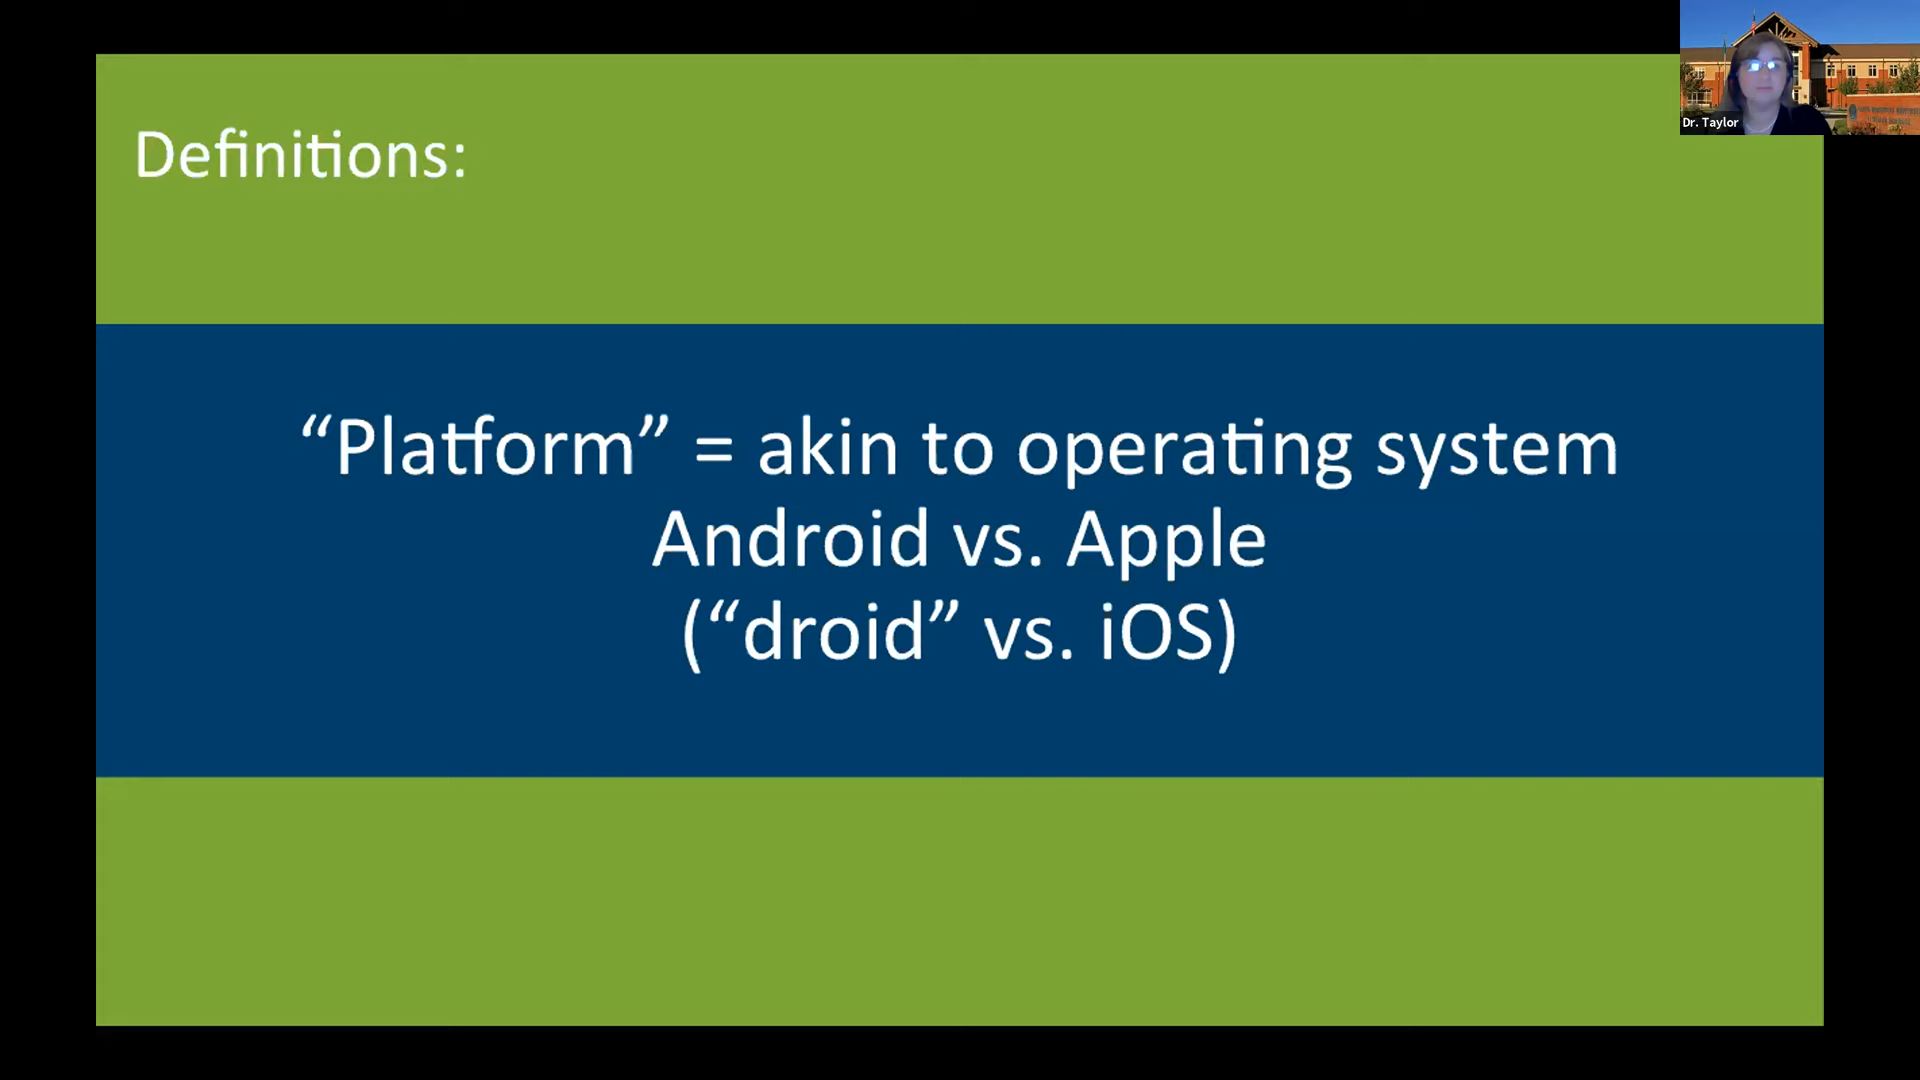 Definitions:
“Platform” = akin to operating system
Android vs. Apple
(“droid” vs. iOS)
Dr. Taylor